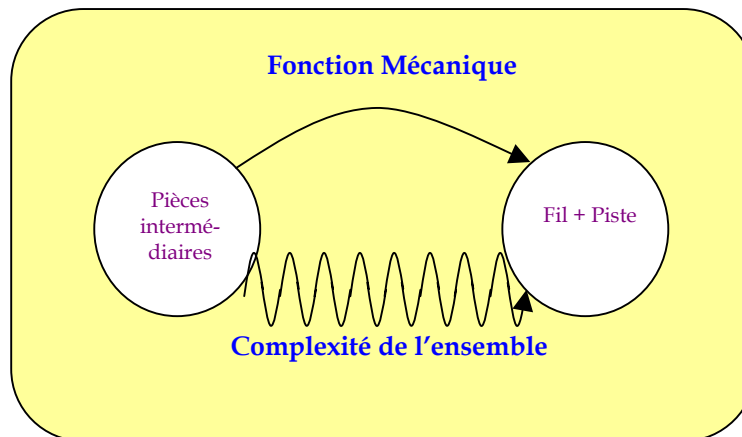 Fonction Mécanique
Pièces
intermé-
diaires
Fil + Piste
Complexité de l’ensemble